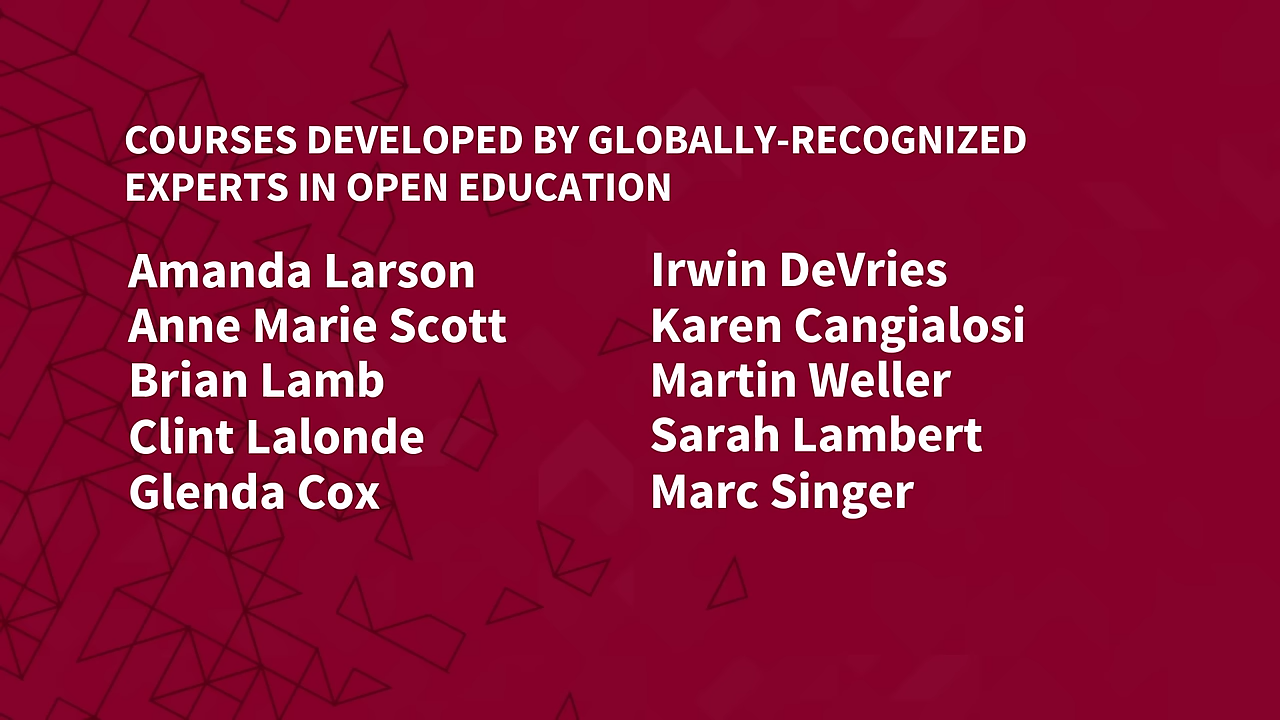 COURSES DEVELOPED BY GLOBALLY-RECOGNIZED
EXPERTS IN OPEN EDUCATION
Amanda Larson
Anne Marie Scott
Brian Lamb
Clint Lalonde
Glenda Cox
Irwin DeVries
Karen Cangialosi
Martin Weller
Sarah Lambert
Marc Singer